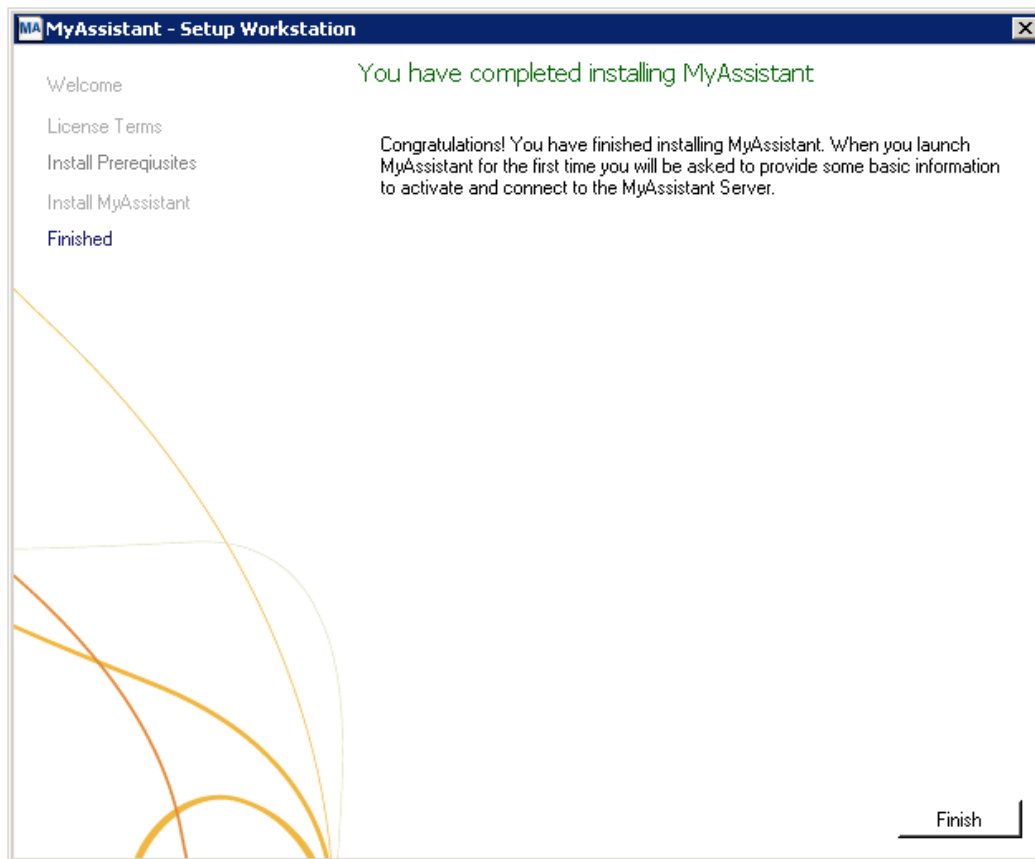 MA MyAssistant - Setup Workstation
Welcome
You have completed installing MyAssistant
License Terms
Install Prereqiusites
Install MyAssistant
Finished
Congratulations! You have finished installing MyAssistant. When you launch
MyAssistant for the first time you will be asked to provide some basic information
to activate and connect to the MyAssistant Server.
Finish